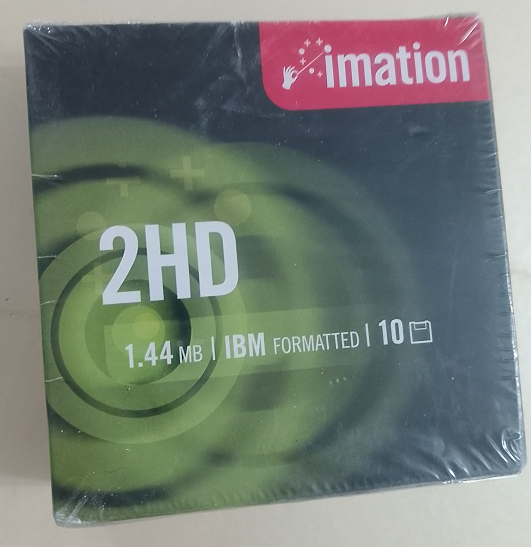 imation
2HD
1.44 MB | IBM FORMATTED | 10